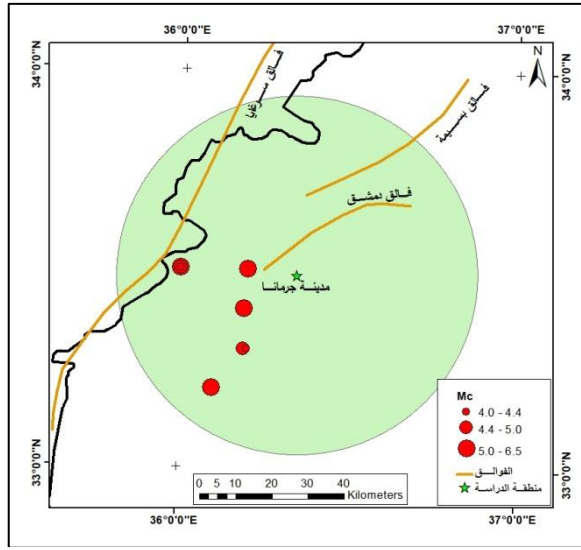 36°0'0"E
37°0'0"E
34°0'0"N
34°0'0"N
N
فالق سرغايا
فالق بسيمة
فالق دمشق
مدينة جرمانا
33°0'0"N
33°0'0"N
Mc
4.0 - 4.4
4.4 - 5.0
5.0 - 6.5
الفوالق
منطقة الدراسة
0 5 10 20 30 40
Kilometers
36°0'0"E
37°0'0"E